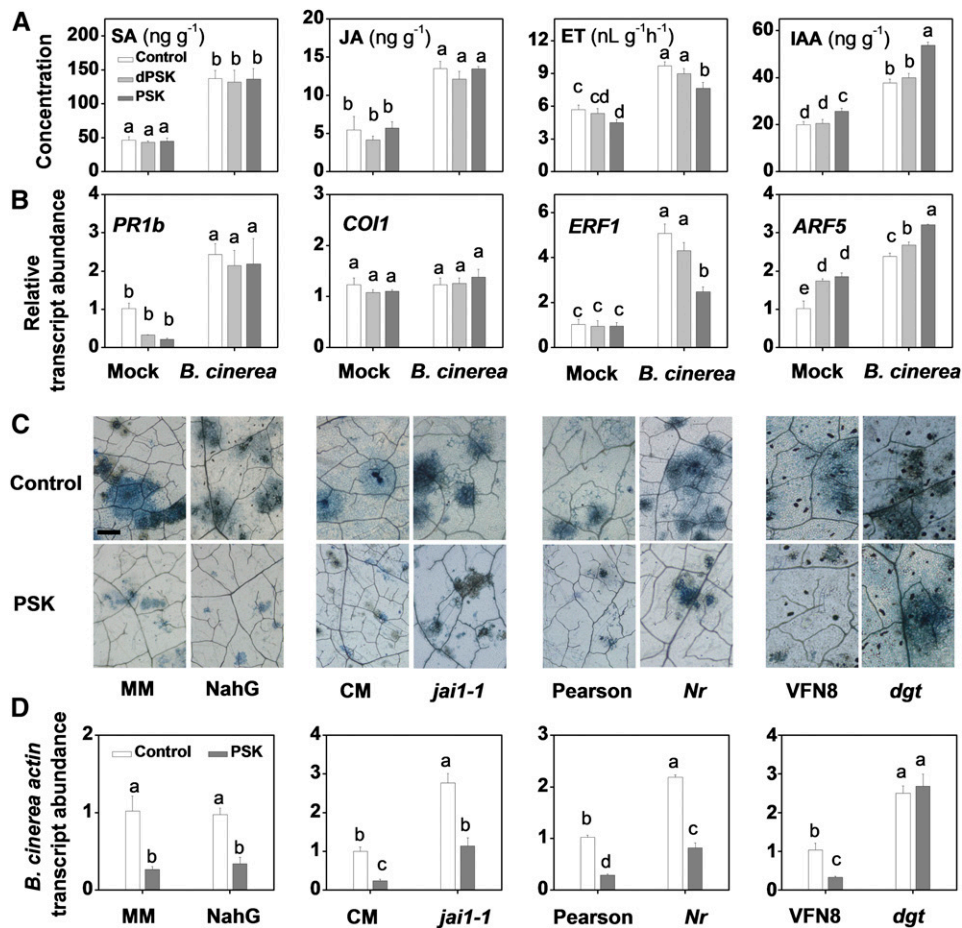 A
SA (ng g⁻¹)
JA (ng g⁻¹)
ET (nL g⁻¹h⁻¹)
IAA (ng g⁻¹)
Control
dPSK
PSK
Concentration
200
150
100
50
0
a a a b b b
20
15
10
5
0
b b b a a a
12
9
6
3
0
c cd d a a b
60
40
20
0
d d c b b a
B
PR1b
COI1
ERF1
ARF5
Relative
transcript abundance
4
3
2
1
0
b b b a a a
3
2
1
0
a a a a a a
6
4
2
0
c c c a a b
4
3
2
1
0
e d d c b a
Mock B. cinerea
Mock B. cinerea
Mock B. cinerea
Mock B. cinerea
C
Control
PSK
MM NahG
CM jai1-1
Pearson Nr
VFN8 dgt
D
B. cinerea actin
transcript abundance
Control PSK
2
1
0
a b a b
4
3
2
1
0
b c a b
3
2
1
0
b d a c
4
3
2
1
0
b c a a
MM NahG
CM jai1-1
Pearson Nr
VFN8 dgt